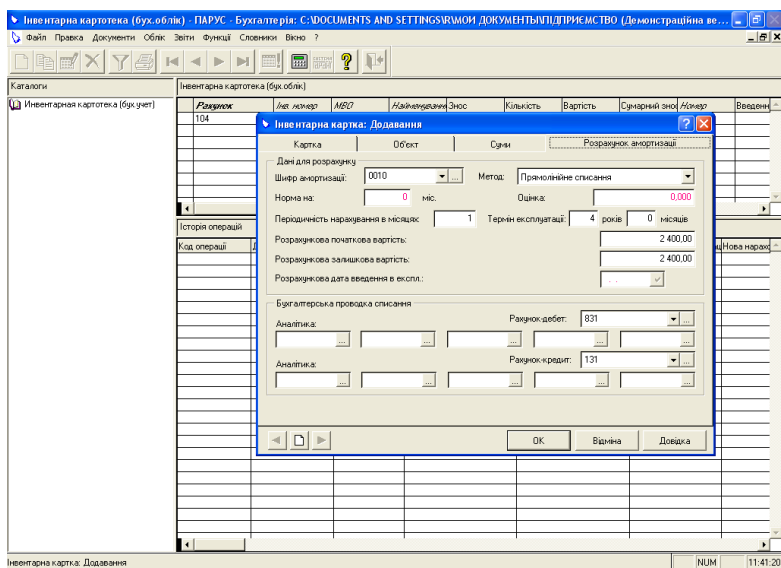 Інвентарна картотека (бух.облік) - ПАРУС - Бухгалтерія: C:\DOCUMENTS AND SETTINGS\R\МОИ ДОКУМЕНТЫ\ПІДПРИЄМСТВО (Демонстраційна ве...
Файл Правка Документи Облік Звіти Функції Словники Вікно ?
Каталоги
Інвентарна картотека (бух.облік)
Инвентарная картотека (бух.учет)
Рахунок Інв. номер МВО Найменування Знос Кількість Вартість Сумарний знос Номер Введенн
104
Інвентарна картка: Додавання
Картка Об'єкт Суми Розрахунок амортизації
Дані для розрахунку
Шифр амортизації: 0010 ... Метод: Прямолінійне списання
Норма на: 0 міс. Оцінка: 0,000
Періодичність нарахування в місяцях: 1 Термін експлуатації: 4 років 0 місяців
Розрахункова початкова вартість: 2 400,00
Розрахункова залишкова вартість: 2 400,00
Розрахункова дата введення в експл.: . .
Бухгалтерська проводка списання
Рахунок-дебет: 831 ...
Аналітика:
... ... ... ... ...
Рахунок-кредит: 131 ...
Аналітика:
... ... ... ... ...
OK Відміна Довідка
Історія операцій
Код операції Нова нарахо
Інвентарна картка: Додавання NUM 11:41:20